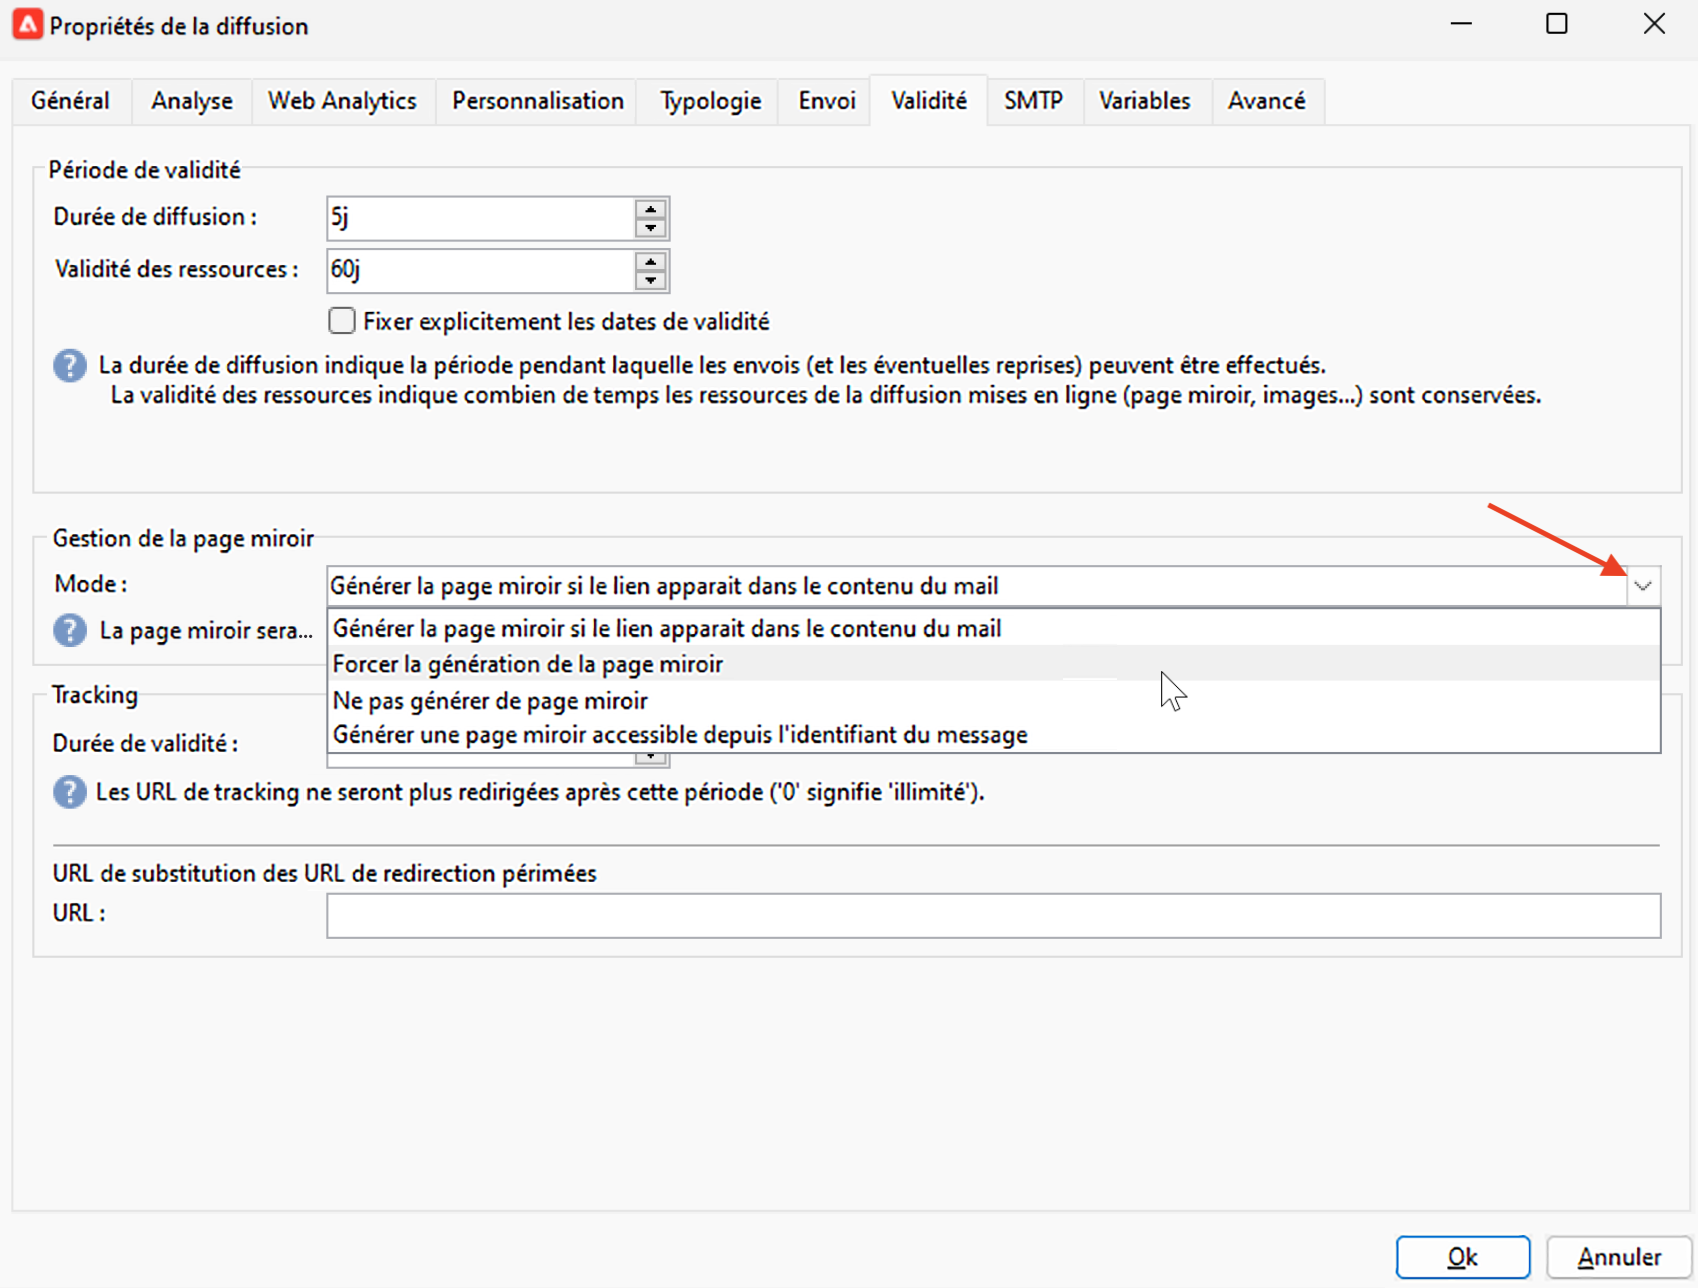 Propriétés de la diffusion
Général Analyse Web Analytics Personnalisation Typologie Envoi Validité SMTP Variables Avancé
Période de validité
Durée de diffusion : 5j
Validité des ressources : 60j
Fixer explicitement les dates de validité
La durée de diffusion indique la période pendant laquelle les envois (et les éventuelles reprises) peuvent être effectués.
La validité des ressources indique combien de temps les ressources de la diffusion mises en ligne (page miroir, images...) sont conservées.
Gestion de la page miroir
Mode : Générer la page miroir si le lien apparait dans le contenu du mail
La page miroir sera...
Générer la page miroir si le lien apparait dans le contenu du mail
Forcer la génération de la page miroir
Ne pas générer de page miroir
Générer une page miroir accessible depuis l'identifiant du message
Tracking
Durée de validité :
Les URL de tracking ne seront plus redirigées après cette période ('0' signifie 'illimité').
URL de substitution des URL de redirection périmées
URL :
Ok Annuler